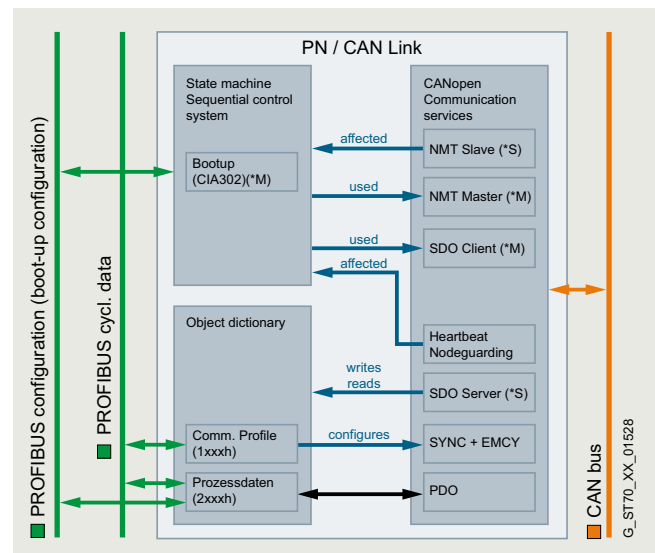 PN / CAN Link
State machine
Sequential control
system
Bootup
(CIA302)(*M)
CANopen
Communication
services
affected
NMT Slave (*S)
used
NMT Master (*M)
used
SDO Client (*M)
affected
Heartbeat
Nodeguarding
Object dictionary
writes
reads
SDO Server (*S)
Comm. Profile
(1xxxh)
configures
SYNC + EMCY
Prozessdaten
(2xxxh)
PDO
PROFIBUS configuration (boot-up configuration)
PROFIBUS cycl. data
CAN bus
G_ST70_XX_01528